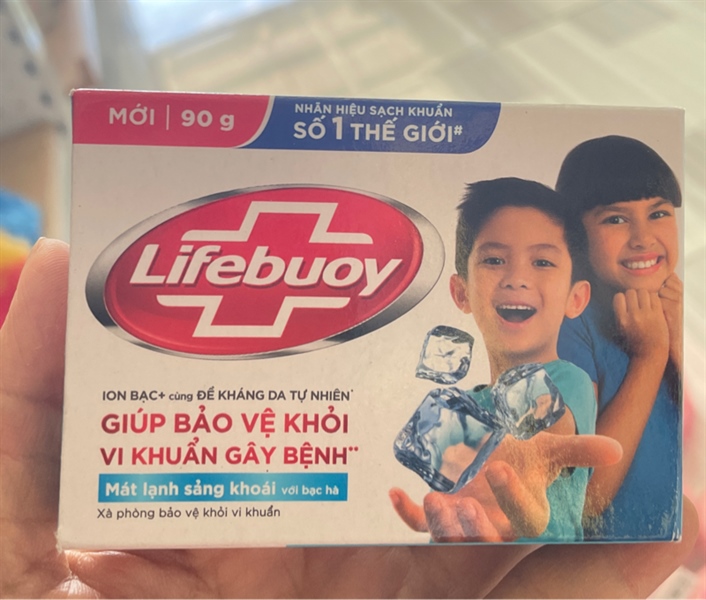 MỚI | 90 g
NHÃN HIỆU SẠCH KHUẨN
SỐ 1 THẾ GIỚI#
Lifebuoy
ION BẠC+ cùng ĐỀ KHÁNG DA TỰ NHIÊN*
GIÚP BẢO VỆ KHỎI
VI KHUẨN GÂY BỆNH**
Mát lạnh sảng khoái với bạc hà
Xà phòng bảo vệ khỏi vi khuẩn